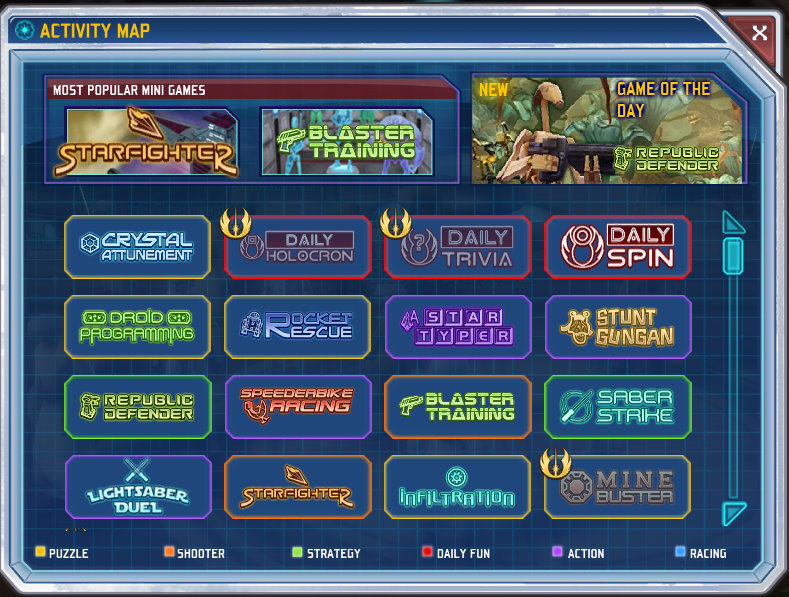 ACTIVITY MAP
MOST POPULAR MINI GAMES
STARFIGHTER
BLASTER
TRAINING
NEW
GAME OF THE
DAY
REPUBLIC
DEFENDER
CRYSTAL
ATTUNEMENT
DAILY
HOLOCRON
DAILY
TRIVIA
DAILY
SPIN
DROID
PROGRAMMING
ROCKET
RESCUE
STAR
TYPER
STUNT
GUNGAN
REPUBLIC
DEFENDER
SPEEDERBIKE
RACING
BLASTER
TRAINING
SABER
STRIKE
LIGHTSABER
DUEL
STARFIGHTER
INFILTRATION
MINE
BUSTER
PUZZLE
SHOOTER
STRATEGY
DAILY FUN
ACTION
RACING